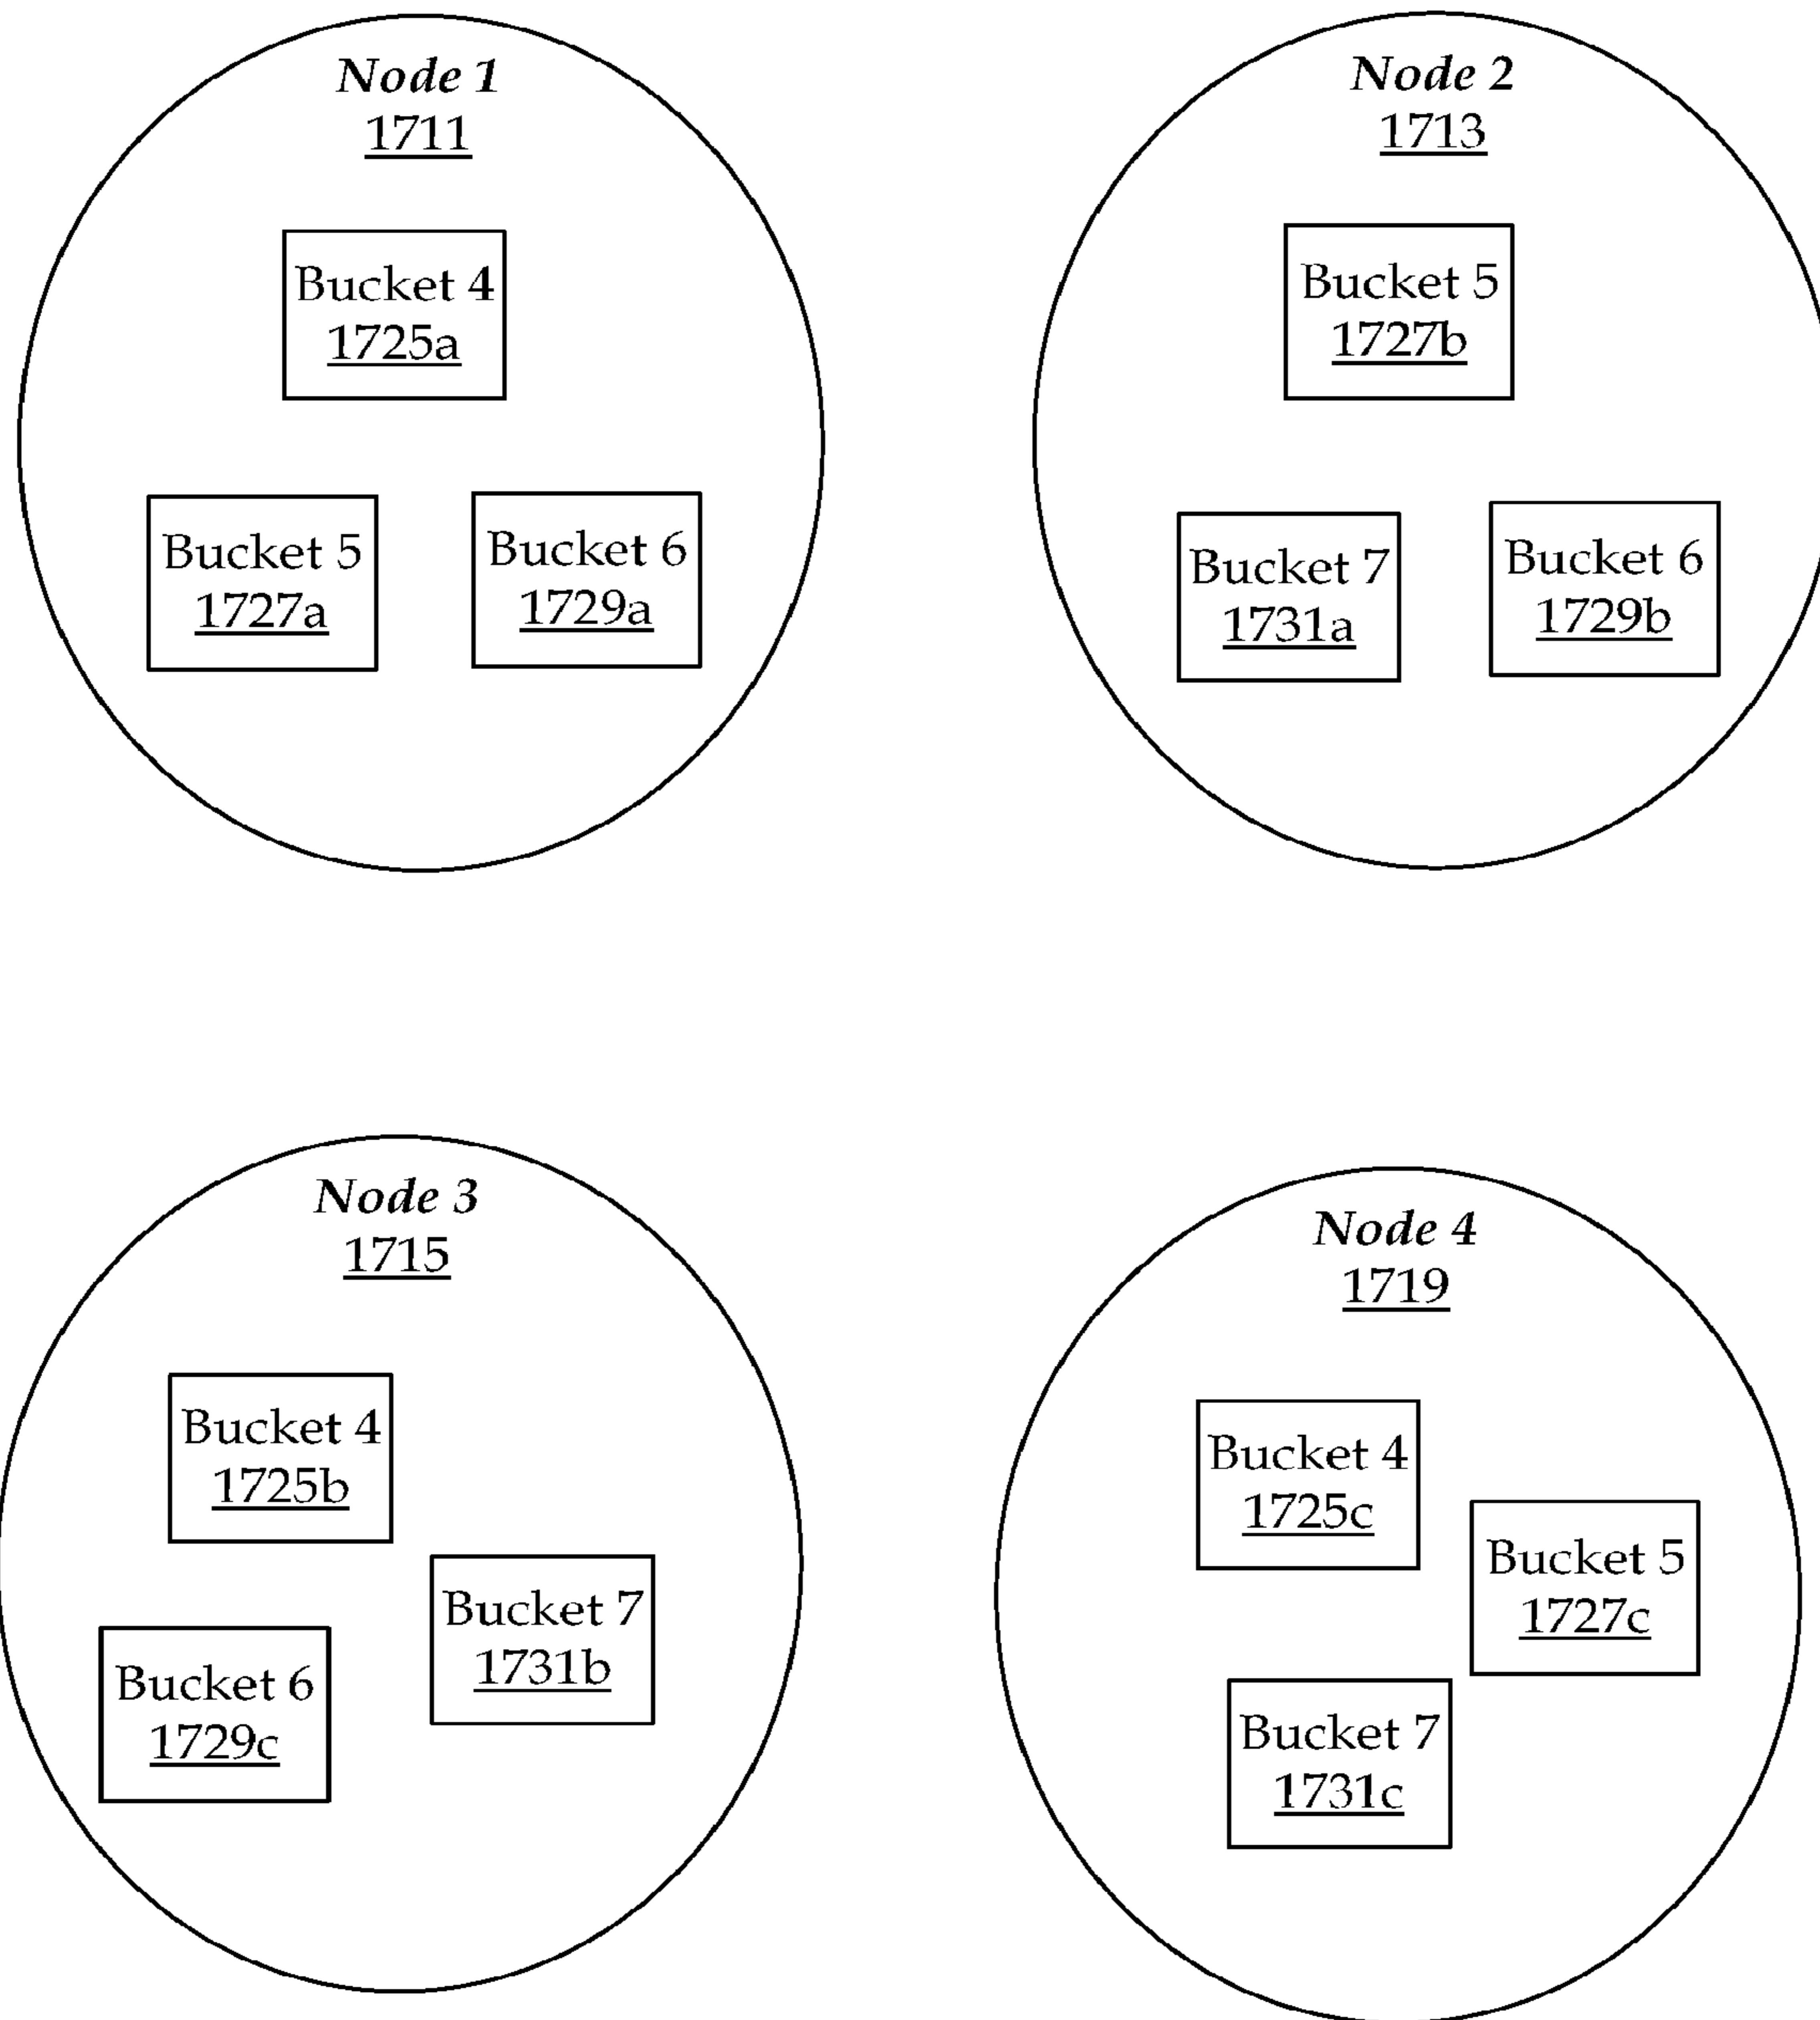 Node 1
1711
Bucket 4
1725a
Bucket 5
1727a
Bucket 6
1729a
Node 2
1713
Bucket 5
1727b
Bucket 7
1731a
Bucket 6
1729b
Node 3
1715
Bucket 4
1725b
Bucket 7
1731b
Bucket 6
1729c
Node 4
1719
Bucket 4
1725c
Bucket 5
1727c
Bucket 7
1731c